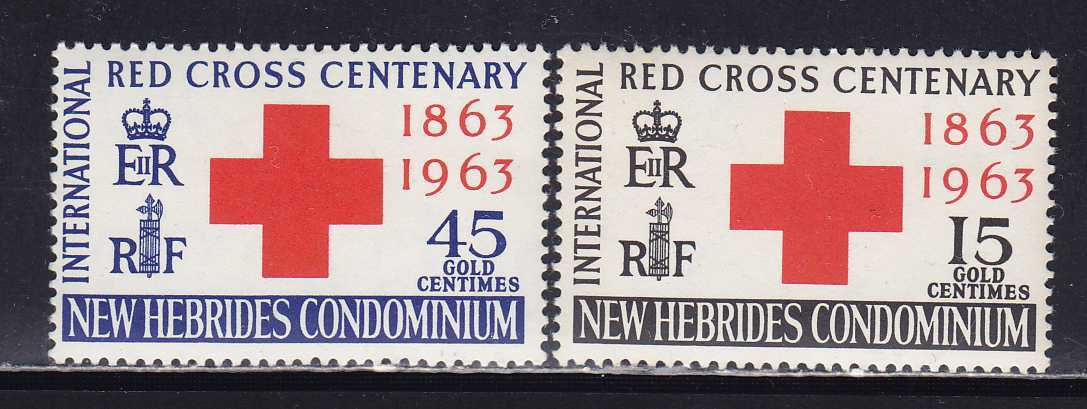 INTERNATIONAL
RED CROSS CENTENARY
1863
1963
EIIR
RF
45
GOLD
CENTIMES
NEW HEBRIDES CONDOMINIUM
INTERNATIONAL
RED CROSS CENTENARY
1863
1963
EIIR
RF
15
GOLD
CENTIMES
NEW HEBRIDES CONDOMINIUM